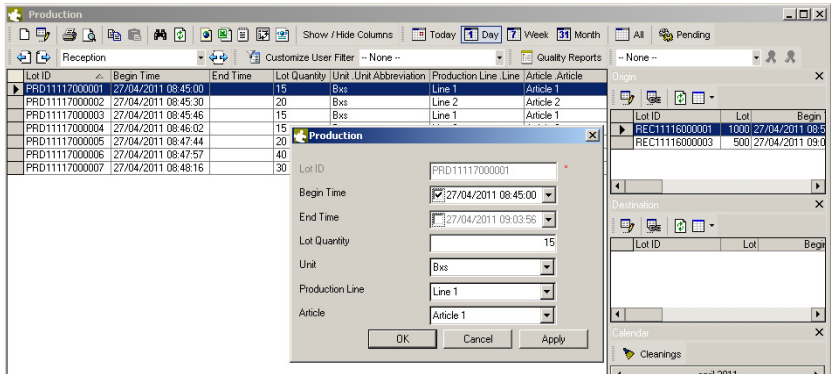 Production
Show / Hide Columns Today 1 Day 7 Week 31 Month All Pending
Reception Customize User Filter -- None -- Quality Reports -- None --
Lot ID Begin Time End Time Lot Quantity Unit .Unit Abbreviation Production Line .Line Article .Article
PRD11117000001 27/04/2011 08:45:00 15 Bxs Line 1 Article 1
PRD11117000002 27/04/2011 08:45:30 20 Bxs Line 2 Article 2
PRD11117000003 27/04/2011 08:45:46 15 Bxs Line 1 Article 1
PRD11117000004 27/04/2011 08:46:02 15
PRD11117000005 27/04/2011 08:47:44 20
PRD11117000006 27/04/2011 08:47:57 40
PRD11117000007 27/04/2011 08:48:16 30
Production
Lot ID PRD11117000001 *
Begin Time 27/04/2011 08:45:00
End Time 27/04/2011 09:03:56
Lot Quantity 15
Unit Bxs
Production Line Line 1
Article Article 1
OK Cancel Apply
Origin
Lot ID Lot Begin
REC11116000001 1000 27/04/2011 08:5
REC11116000003 500 27/04/2011 09:0
Destination
Lot ID Lot Begin
Calendar
Cleanings
april 2011